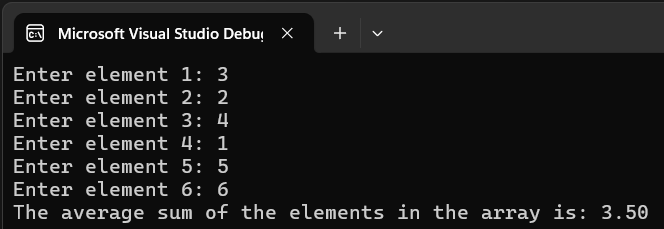 Microsoft Visual Studio Debu
Enter element 1: 3
Enter element 2: 2
Enter element 3: 4
Enter element 4: 1
Enter element 5: 5
Enter element 6: 6
The average sum of the elements in the array is: 3.50